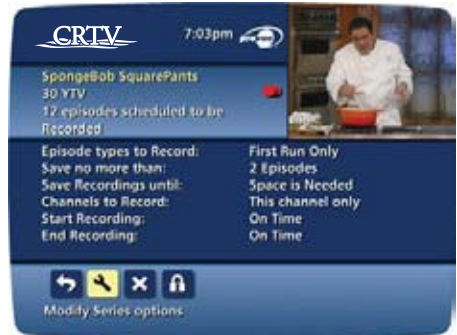 CRTV
7:03pm
SpongeBob SquarePants
30 YTV
12 episodes scheduled to be
Recorded
Episode types to Record: First Run Only
Save no more than: 2 Episodes
Save Recordings until: Space is Needed
Channels to Record: This channel only
Start Recording: On Time
End Recording: On Time
Modify Series options